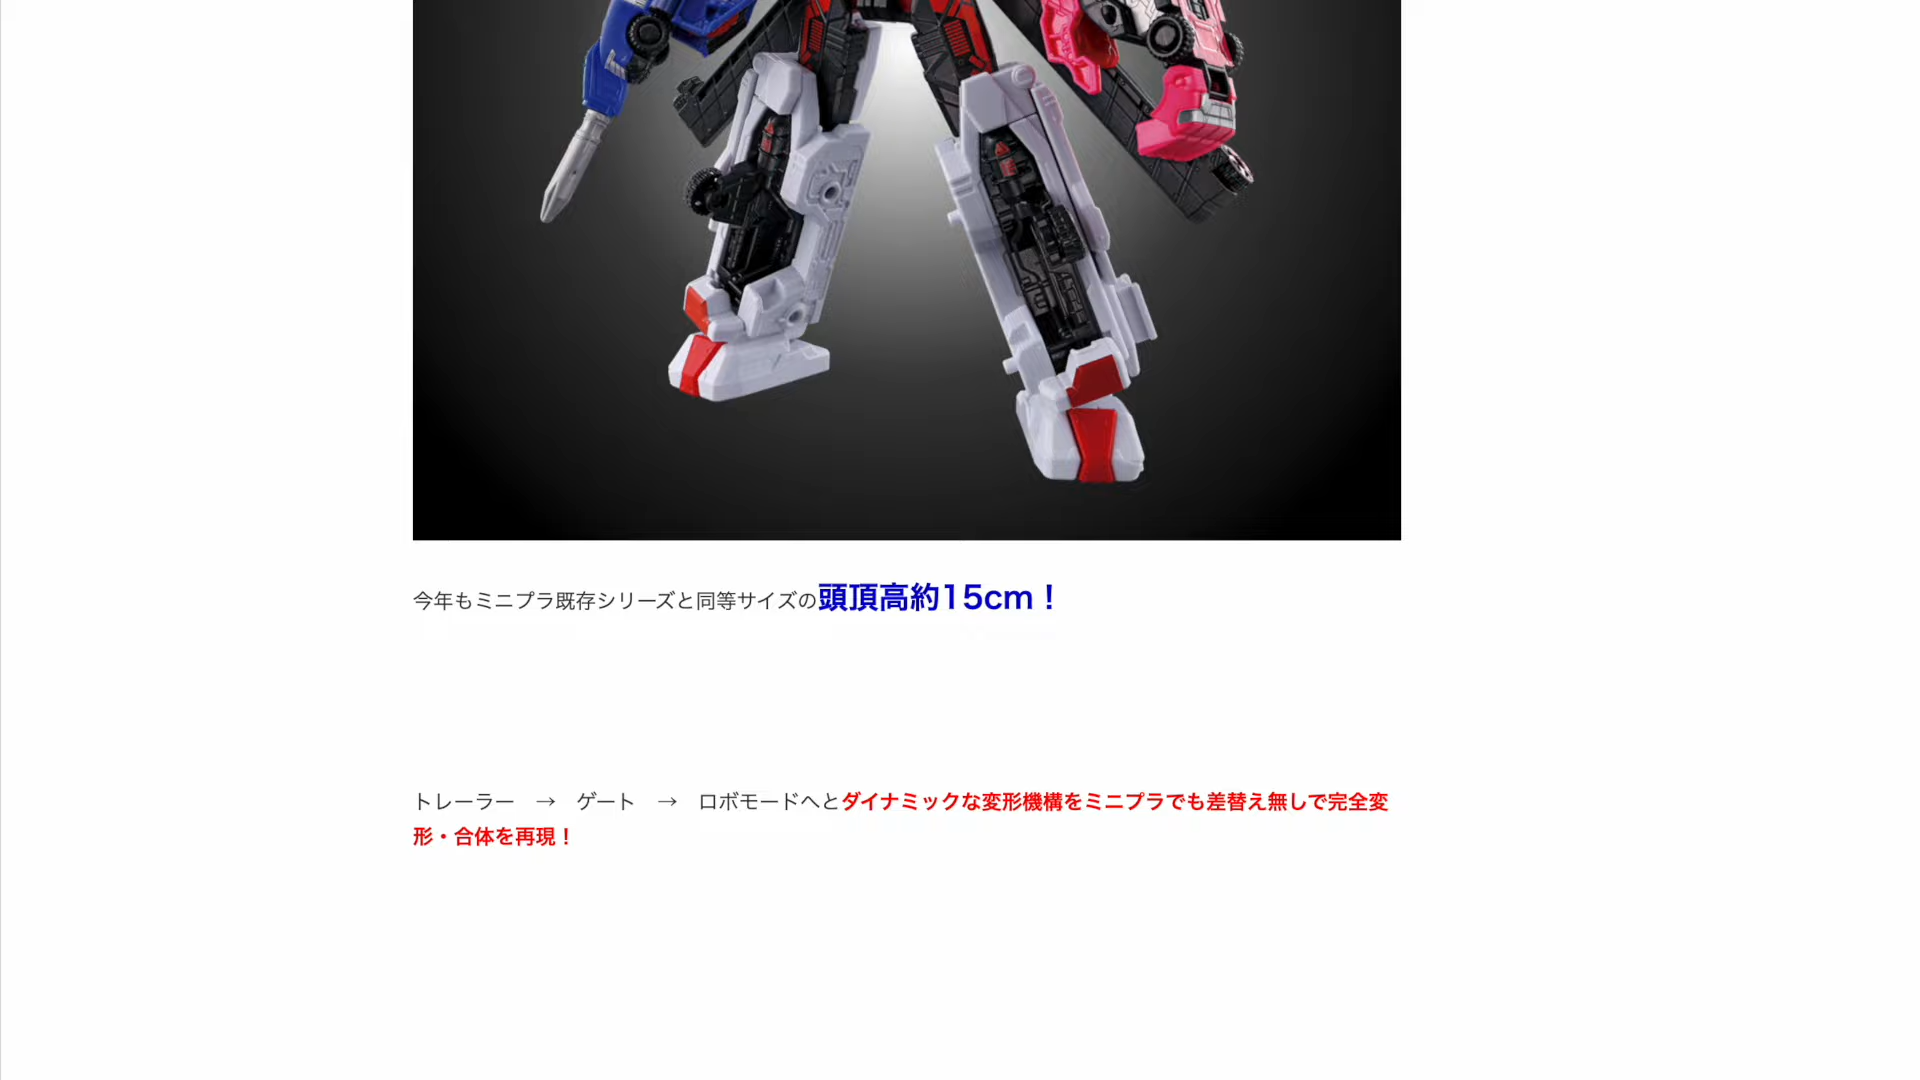 今年もミニプラ既存シリーズと同等サイズの頭頂高約15cm！
トレーラー　→　ゲート　→　ロボモードへとダイナミックな変形機構をミニプラでも差替え無しで完全変
形・合体を再現！